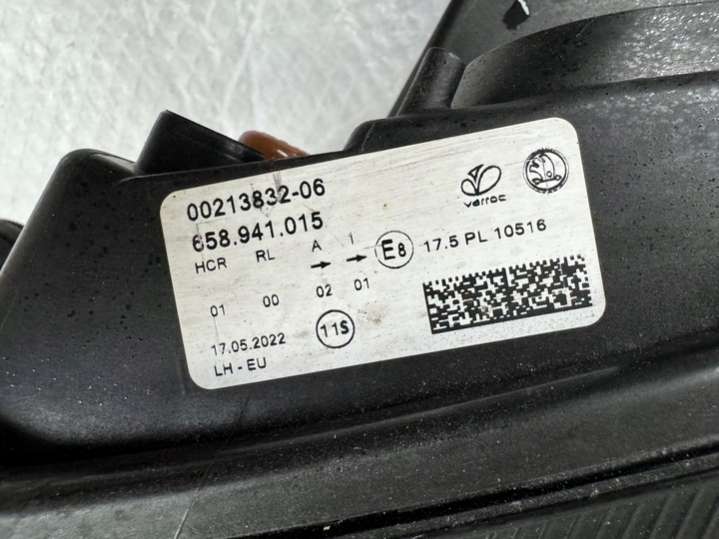 00213832-06
varroc
658.941.015
HCR RL A 1
E8 17.5 PL 10516
01 00 02 01
17.05.2022 11S
LH-EU